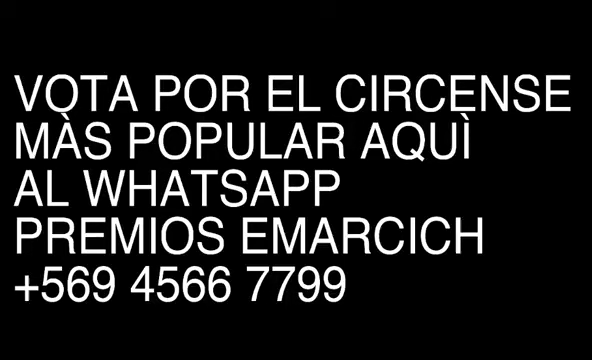 VOTA POR EL CIRCENSE
MÀS POPULAR AQUÌ
AL WHATSAPP
PREMIOS EMARCICH
+569 4566 7799